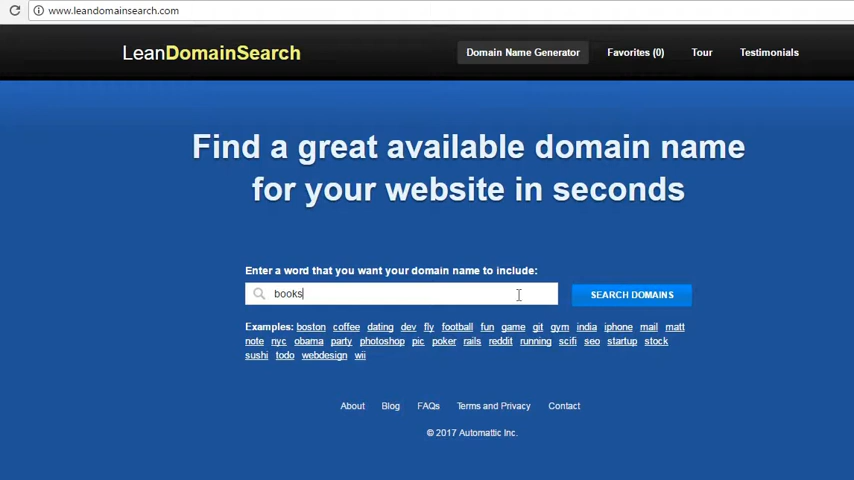 www.leandomainsearch.com
LeanDomainSearch Domain Name Generator Favorites (0) Tour Testimonials
Find a great available domain name
for your website in seconds
Enter a word that you want your domain name to include:
books
SEARCH DOMAINS
Examples: boston coffee dating dev fly football fun game git gym india iphone mail matt
note nyc obama party photoshop pic poker rails reddit running scifi seo startup stock
sushi todo webdesign wii
About Blog FAQs Terms and Privacy Contact
© 2017 Automattic Inc.